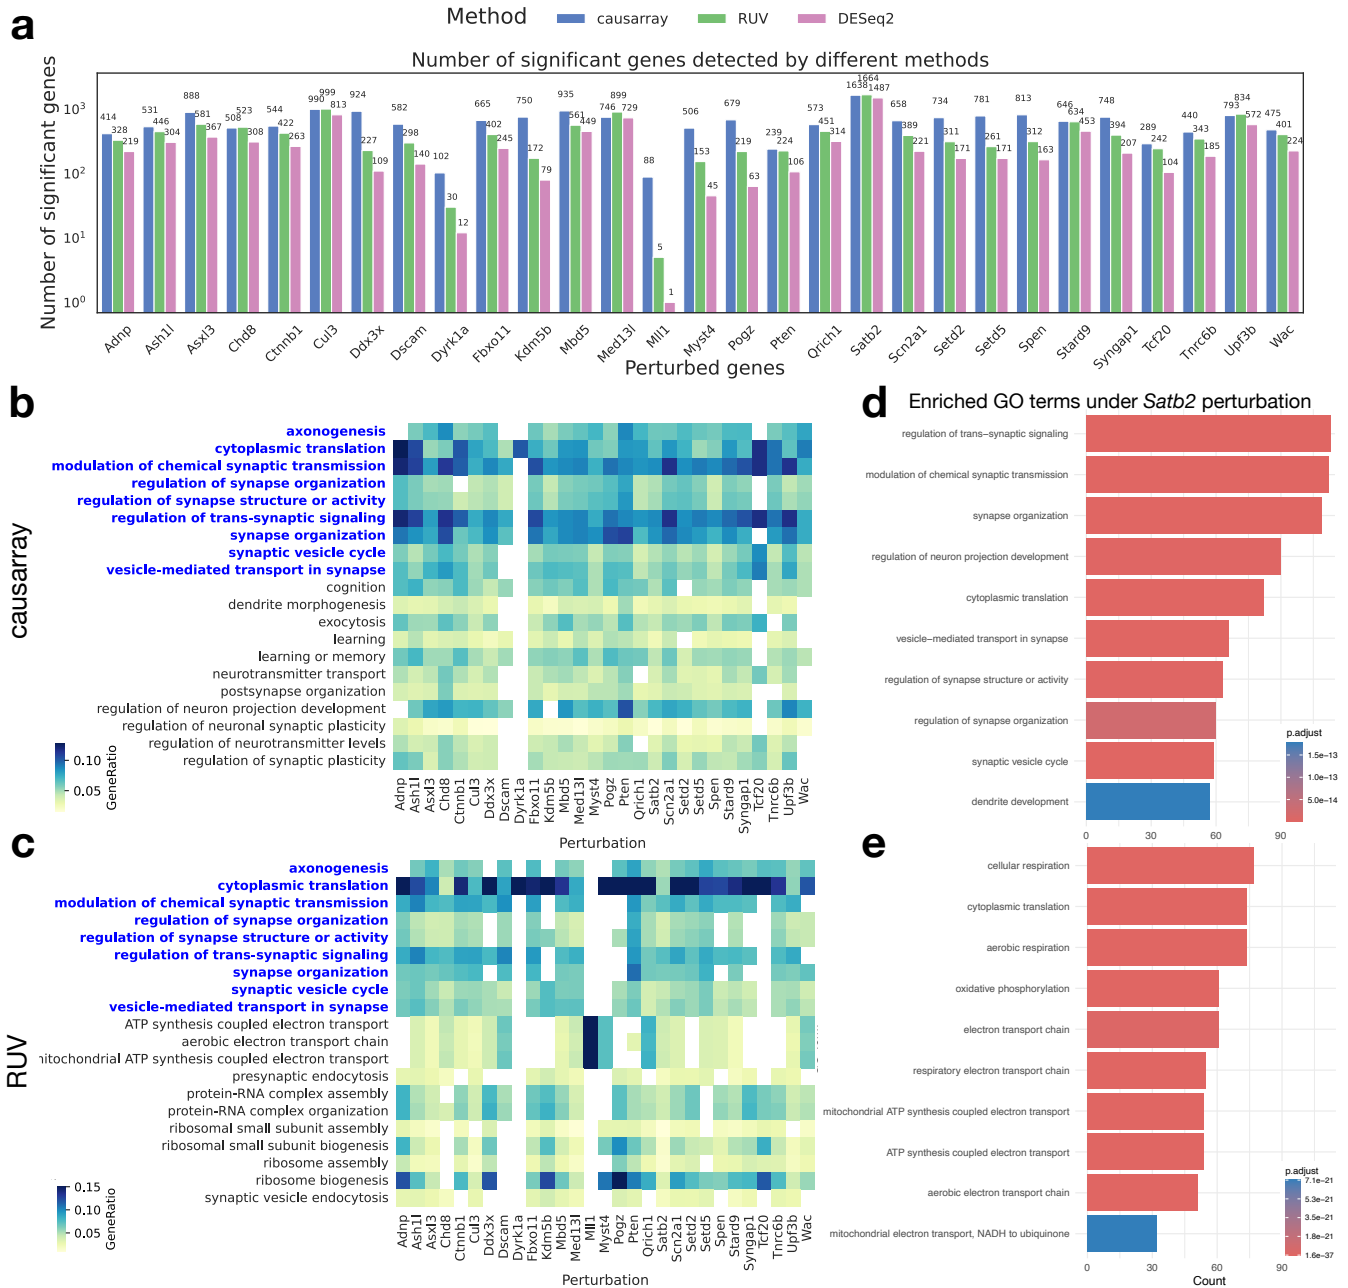 a
Method
causarray
RUV
DESeq2
Number of significant genes detected by different methods
Number of significant genes
10³
10²
10¹
10⁰
414 328 219
531 446 304
888 581 367
508 523 308
544 422 263
990 999 813
924 227 109
582 298 140
102 30 12
665 402 245
750 172 79
935 561 449
746 899 729
88 5 1
506 153 45
679 219 63
239 224 106
573 451 314
1638 1664 1487
658 389 221
734 311 171
781 261 171
813 312 163
646 634 453
748 394 207
289 242 104
440 343 185
793 834 572
475 401 224
Adnp Ash1l Asxl3 Chd8 Ctnnb1 Cul3 Ddx3x Dscam Dyrk1a Fbxo11 Kdm5b Mbd5 Med13l Mll1 Myst4 Pogz Pten Qrich1 Satb2 Scn2a1 Setd2 Setd5 Spen Stard9 Syngap1 Tcf20 Tnrc6b Upf3b Wac
Perturbed genes
b
causarray
axonogenesis
cytoplasmic translation
modulation of chemical synaptic transmission
regulation of synapse organization
regulation of synapse structure or activity
regulation of trans-synaptic signaling
synapse organization
synaptic vesicle cycle
vesicle-mediated transport in synapse
cognition
dendrite morphogenesis
exocytosis
learning
learning or memory
neurotransmitter transport
postsynapse organization
regulation of neuron projection development
regulation of neuronal synaptic plasticity
regulation of neurotransmitter levels
regulation of synaptic plasticity
0.10
0.05
GeneRatio
Adnp Ash1l Asxl3 Chd8 Ctnnb1 Cul3 Ddx3x Dscam Dyrk1a Fbxo11 Kdm5b Mbd5 Med13l Myst4 Pogz Pten Qrich1 Satb2 Scn2a1 Setd2 Setd5 Spen Stard9 Syngap1 Tcf20 Tnrc6b Upf3b Wac
Perturbation
c
RUV
axonogenesis
cytoplasmic translation
modulation of chemical synaptic transmission
regulation of synapse organization
regulation of synapse structure or activity
regulation of trans-synaptic signaling
synapse organization
synaptic vesicle cycle
vesicle-mediated transport in synapse
ATP synthesis coupled electron transport
aerobic electron transport chain
nitochondrial ATP synthesis coupled electron transport
presynaptic endocytosis
protein-RNA complex assembly
protein-RNA complex organization
ribosomal small subunit assembly
ribosomal small subunit biogenesis
ribosome assembly
ribosome biogenesis
synaptic vesicle endocytosis
0.15
0.10
0.05
GeneRatio
Adnp Ash1l Asxl3 Chd8 Ctnnb1 Cul3 Ddx3x Dscam Dyrk1a Fbxo11 Kdm5b Mbd5 Med13l Mll1 Myst4 Pogz Pten Qrich1 Satb2 Scn2a1 Setd2 Setd5 Spen Stard9 Syngap1 Tcf20 Tnrc6b Upf3b Wac
Perturbation
d
Enriched GO terms under Satb2 perturbation
regulation of trans−synaptic signaling
modulation of chemical synaptic transmission
synapse organization
regulation of neuron projection development
cytoplasmic translation
vesicle−mediated transport in synapse
regulation of synapse structure or activity
regulation of synapse organization
synaptic vesicle cycle
dendrite development
p.adjust
1.5e−13
1.0e−13
5.0e−14
0 30 60 90
e
cellular respiration
cytoplasmic translation
aerobic respiration
oxidative phosphorylation
electron transport chain
respiratory electron transport chain
mitochondrial ATP synthesis coupled electron transport
ATP synthesis coupled electron transport
aerobic electron transport chain
mitochondrial electron transport, NADH to ubiquinone
p.adjust
7.1e−21
5.3e−21
3.5e−21
1.8e−21
1.6e−37
0 30 60 90
Count